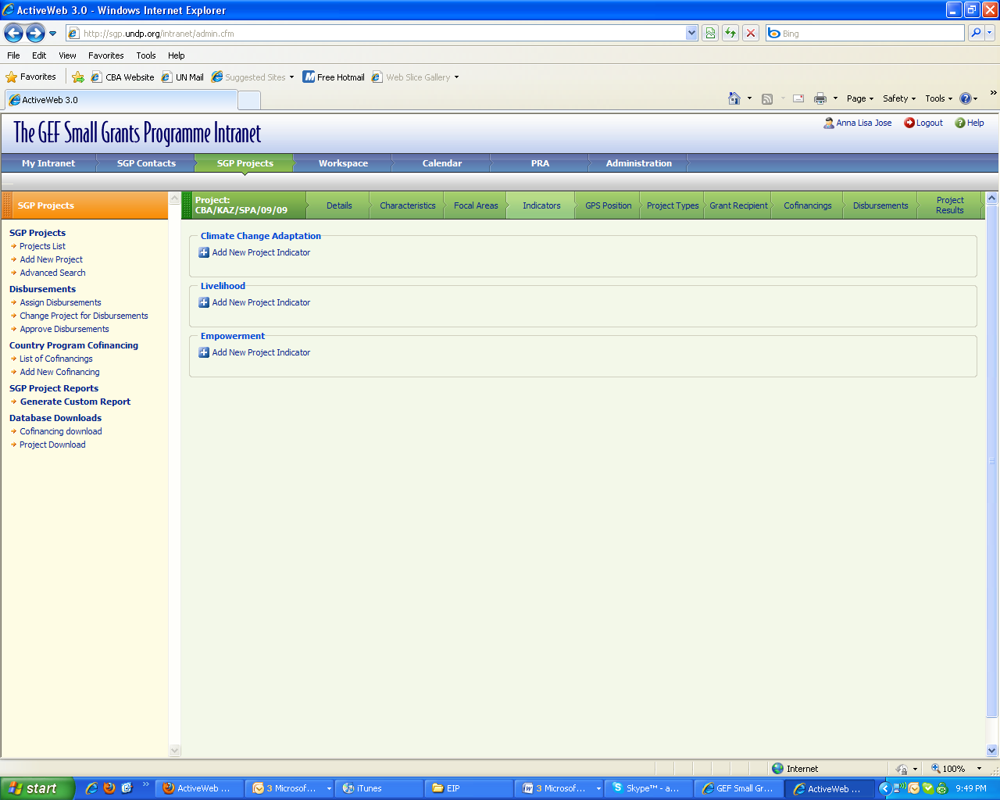 ActiveWeb 3.0 - Windows Internet Explorer
http://sgp.undp.org/intranet/admin.cfm
Bing
File Edit View Favorites Tools Help
Favorites CBA Website UN Mail Suggested Sites Free Hotmail Web Slice Gallery
ActiveWeb 3.0
Page Safety Tools
The GEF Small Grants Programme Intranet
Anna Lisa Jose Logout Help
My Intranet SGP Contacts SGP Projects Workspace Calendar PRA Administration
SGP Projects
SGP Projects
Projects List
Add New Project
Advanced Search
Disbursements
Assign Disbursements
Change Project for Disbursements
Approve Disbursements
Country Program Cofinancing
List of Cofinancings
Add New Cofinancing
SGP Project Reports
Generate Custom Report
Database Downloads
Cofinancing download
Project Download
Project:
CBA/KAZ/SPA/09/09
Details Characteristics Focal Areas Indicators GPS Position Project Types Grant Recipient Cofinancings Disbursements Project Results
Climate Change Adaptation
Add New Project Indicator
Livelihood
Add New Project Indicator
Empowerment
Add New Project Indicator
Internet 100%
start ActiveWeb ... 3 Microsof... iTunes EIP 3 Microsof... Skype™ - a... GEF Small Gr... ActiveWeb ... 9:49 PM